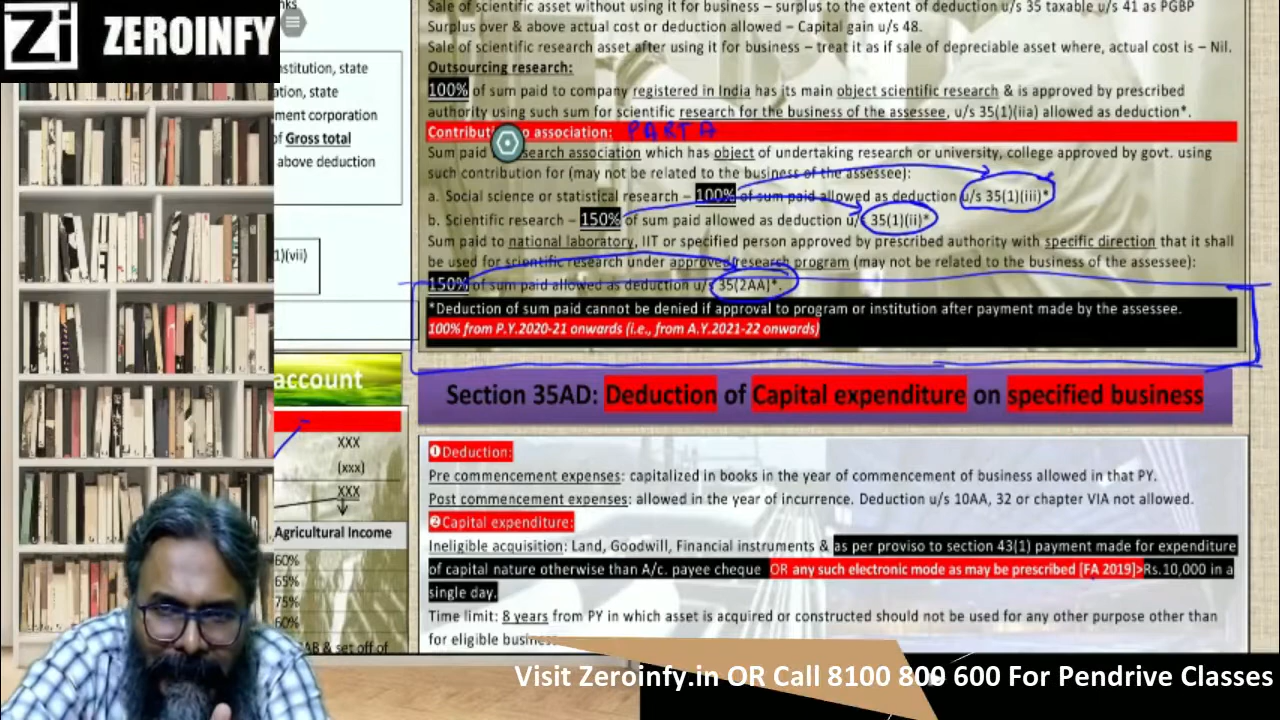 ZEROINFY
nks
nstitution, state
ation, state
ment corporation
of Gross total
above deduction
1)(vii)
account
XXX
(xxx)
XXX
Agricultural Income
60%
65%
75%
60%
AB & set off of
Sale of scientific asset without using it for business – surplus to the extent of deduction u/s 35 taxable u/s 41 as PGBP
Surplus over & above actual cost or deduction allowed – Capital gain u/s 48.
Sale of scientific research asset after using it for business – treat it as if sale of depreciable asset where, actual cost is – Nil.
Outsourcing research:
100% of sum paid to company registered in India has its main object scientific research & is approved by prescribed
authority using such sum for scientific research for the business of the assessee, u/s 35(1)(iia) allowed as deduction*.
Contribut o association: PART A
Sum paid search association which has object of undertaking research or university, college approved by govt. using
such contribution for (may not be related to the business of the assessee):
a. Social science or statistical research – 100% of sum paid allowed as deduction u/s 35(1)(iii)*
b. Scientific research – 150% of sum paid allowed as deduction u/ 35(1)(ii)*
Sum paid to national laboratory, IIT or specified person approved by prescribed authority with specific direction that it shall
be used for scientific research under approved research program (may not be related to the business of the assessee):
150% of sum paid allowed as deduction u/s 35(2AA)*.
*Deduction of sum paid cannot be denied if approval to program or institution after payment made by the assessee.
100% from P.Y.2020-21 onwards (i.e., from A.Y.2021-22 onwards)
Section 35AD: Deduction of Capital expenditure on specified business
❶Deduction:
Pre commencement expenses: capitalized in books in the year of commencement of business allowed in that PY.
Post commencement expenses: allowed in the year of incurrence. Deduction u/s 10AA, 32 or chapter VIA not allowed.
❷Capital expenditure:
Ineligible acquisition: Land, Goodwill, Financial instruments & as per proviso to section 43(1) payment made for expenditure
of capital nature otherwise than A/c. payee cheque OR any such electronic mode as may be prescribed [FA 2019]>Rs.10,000 in a
single day.
Time limit: 8 years from PY in which asset is acquired or constructed should not be used for any other purpose other than
for eligible business
Visit Zeroinfy.in OR Call 8100 809 600 For Pendrive Classes